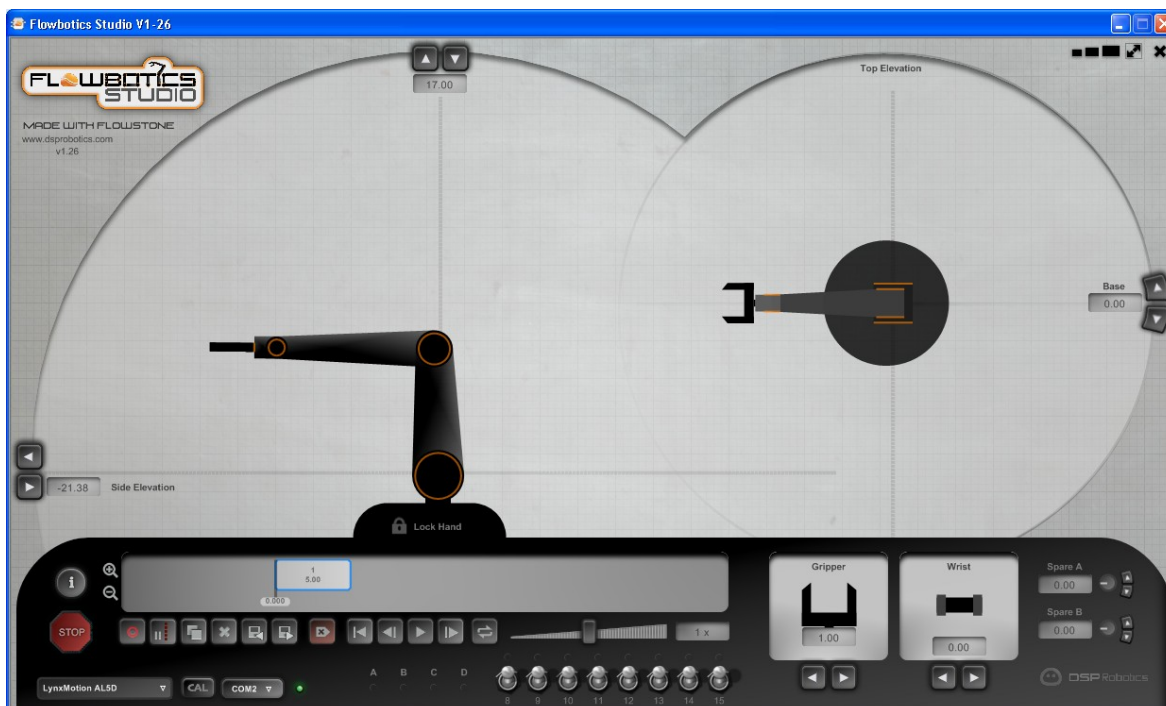 Flowbotics Studio V1-26
FLOWBOTICS
STUDIO
MADE WITH FLOWSTONE
www.dsprobotics.com
v1.26
17.00
Top Elevation
Base
0.00
-21.38
Side Elevation
Lock Hand
1
5.00
0.000
i
STOP
1 x
Gripper
1.00
Wrist
0.00
Spare A
0.00
Spare B
0.00
LynxMotion AL5D
CAL
COM2
A B C D
8 9 10 11 12 13 14 15
DSP Robotics